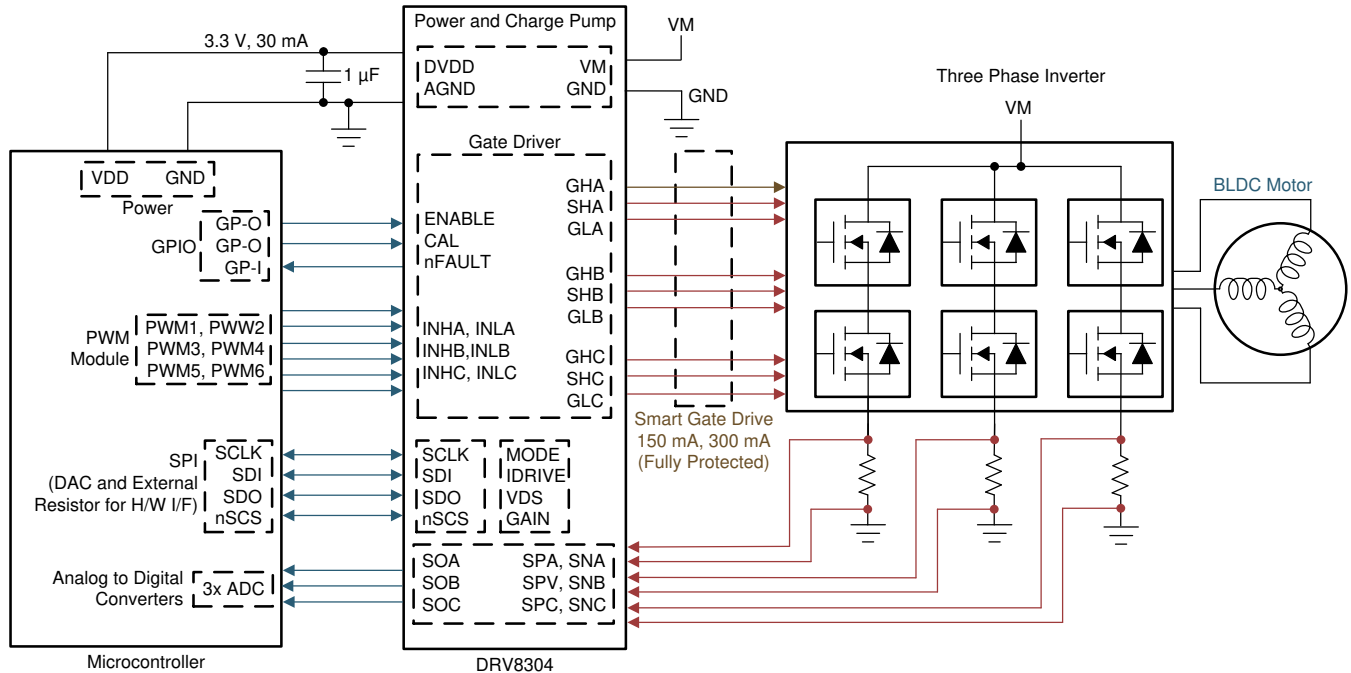 Power and Charge Pump
3.3 V, 30 mA
1 µF
DVDD
AGND
VM
GND
VM
GND
Three Phase Inverter
VM
BLDC Motor
Gate Driver
VDD GND
Power
GPIO
GP-O
GP-O
GP-I
ENABLE
CAL
nFAULT
GHA
SHA
GLA
GHB
SHB
GLB
GHC
SHC
GLC
PWM
Module
PWM1, PWW2
PWM3, PWM4
PWM5, PWM6
INHA, INLA
INHB,INLB
INHC, INLC
Smart Gate Drive
150 mA, 300 mA
(Fully Protected)
SPI
(DAC and External
Resistor for H/W I/F)
SCLK
SDI
SDO
nSCS
SCLK
SDI
SDO
nSCS
MODE
IDRIVE
VDS
GAIN
Analog to Digital
Converters
3x ADC
SOA
SOB
SOC
SPA, SNA
SPV, SNB
SPC, SNC
Microcontroller
DRV8304